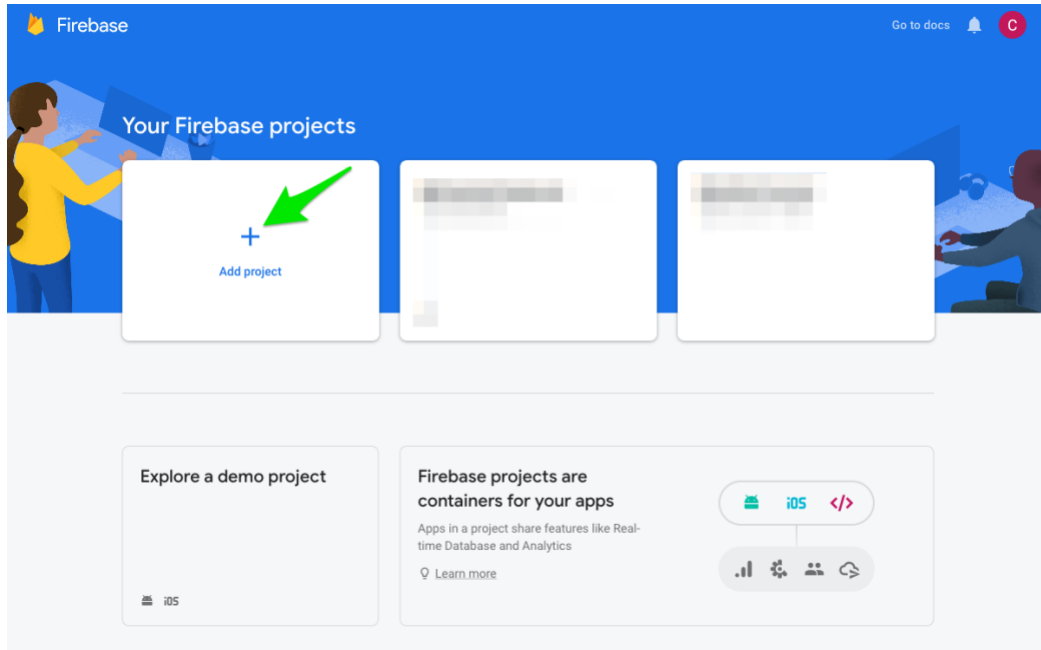 Firebase
Go to docs
C
Your Firebase projects
Add project
Explore a demo project
iOS
Firebase projects are
containers for your apps
Apps in a project share features like Real-
time Database and Analytics
Learn more
iOS </>